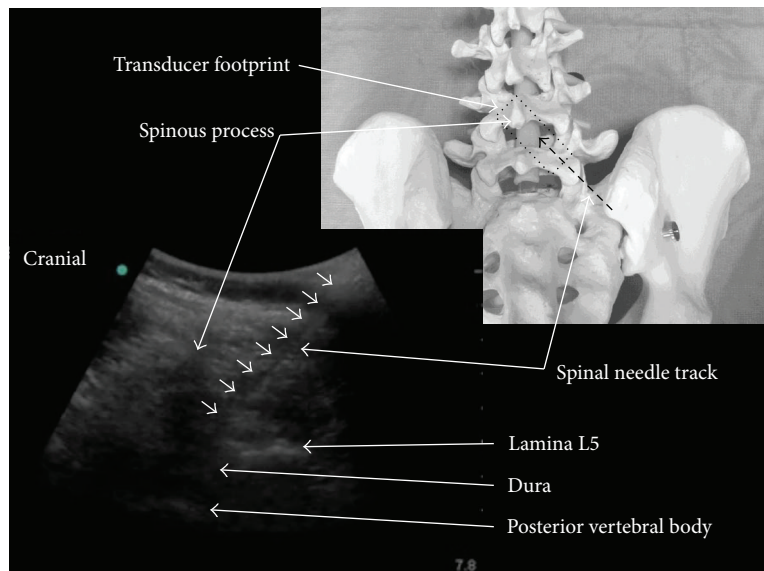 Transducer footprint
Spinous process
Cranial
Spinal needle track
Lamina L5
Dura
Posterior vertebral body
7.8